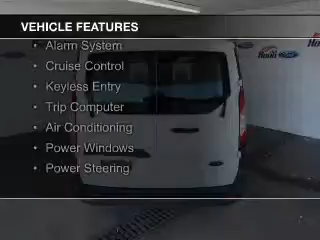 VEHICLE FEATURES
• Alarm System
• Cruise Control
• Keyless Entry
• Trip Computer
• Air Conditioning
• Power Windows
• Power Steering